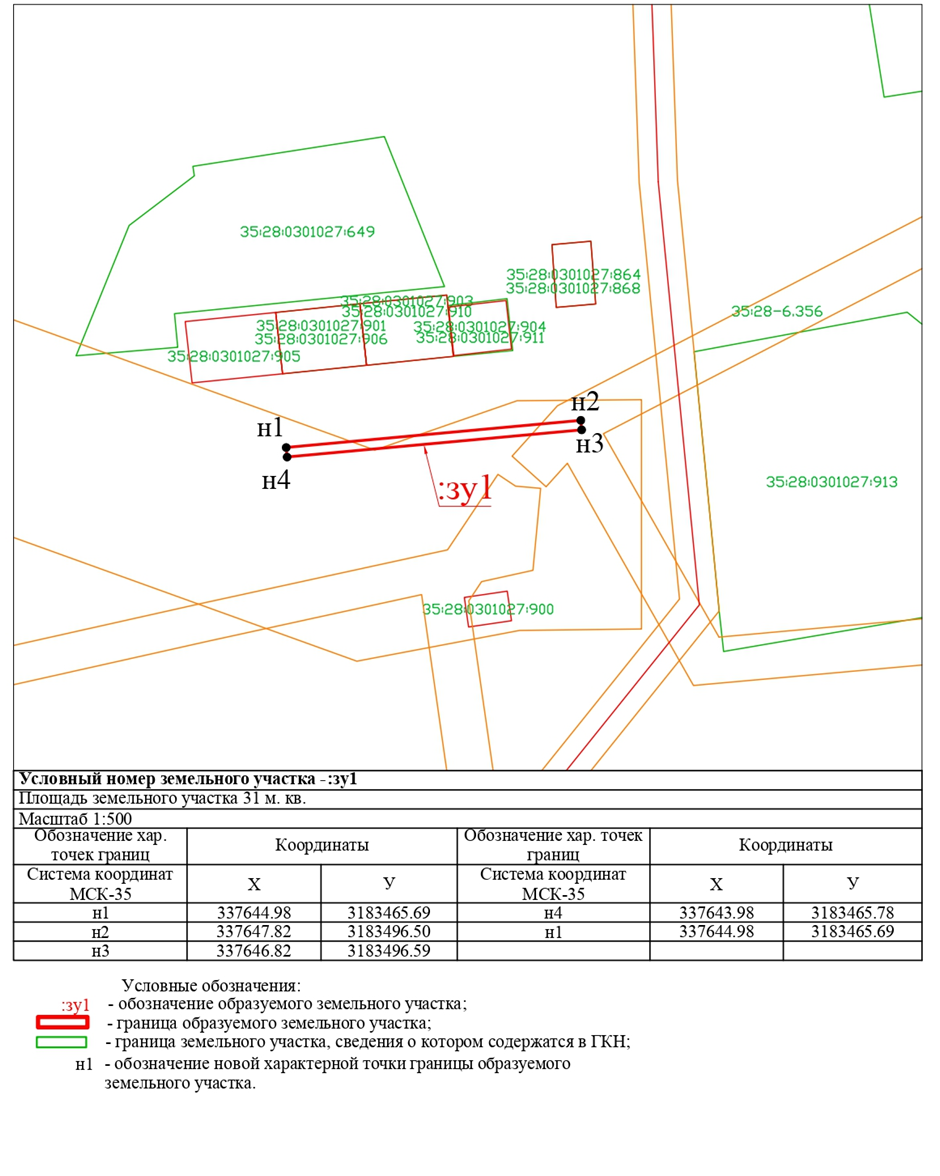 35:28:0301027:649
35:28:0301027:864
35:28:0301027:868
35:28:0301027:903
35:28:0301027:910
35:28-6.356
35:28:0301027:901
35:28:0301027:904
35:28:0301027:906
35:28:0301027:911
35:28:0301027:905
н2
н1
н3
н4
:зу1
35:28:0301027:913
35:28:0301027:900
Условный номер земельного участка -:зу1
Площадь земельного участка 31 м. кв.
Масштаб 1:500
Обозначение хар. точек границ Координаты Обозначение хар. точек границ Координаты
Система координат МСК-35 Х У Система координат МСК-35 Х У
н1 337644.98 3183465.69 н4 337643.98 3183465.78
н2 337647.82 3183496.50 н1 337644.98 3183465.69
н3 337646.82 3183496.59
Условные обозначения:
:зу1 - обозначение образуемого земельного участка;
- граница образуемого земельного участка;
- граница земельного участка, сведения о котором содержатся в ГКН;
н1 - обозначение новой характерной точки границы образуемого
земельного участка.